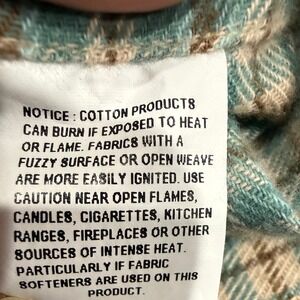 NOTICE : COTTON PRODUCTS
CAN BURN IF EXPOSED TO HEAT
OR FLAME. FABRICS WITH A
FUZZY SURFACE OR OPEN WEAVE
ARE MORE EASILY IGNITED. USE
CAUTION NEAR OPEN FLAMES,
CANDLES, CIGARETTES, KITCHEN
RANGES, FIREPLACES OR OTHER
SOURCES OF INTENSE HEAT.
PARTICULARLY IF FABRIC
SOFTENERS ARE USED ON THIS
PRODUCT.